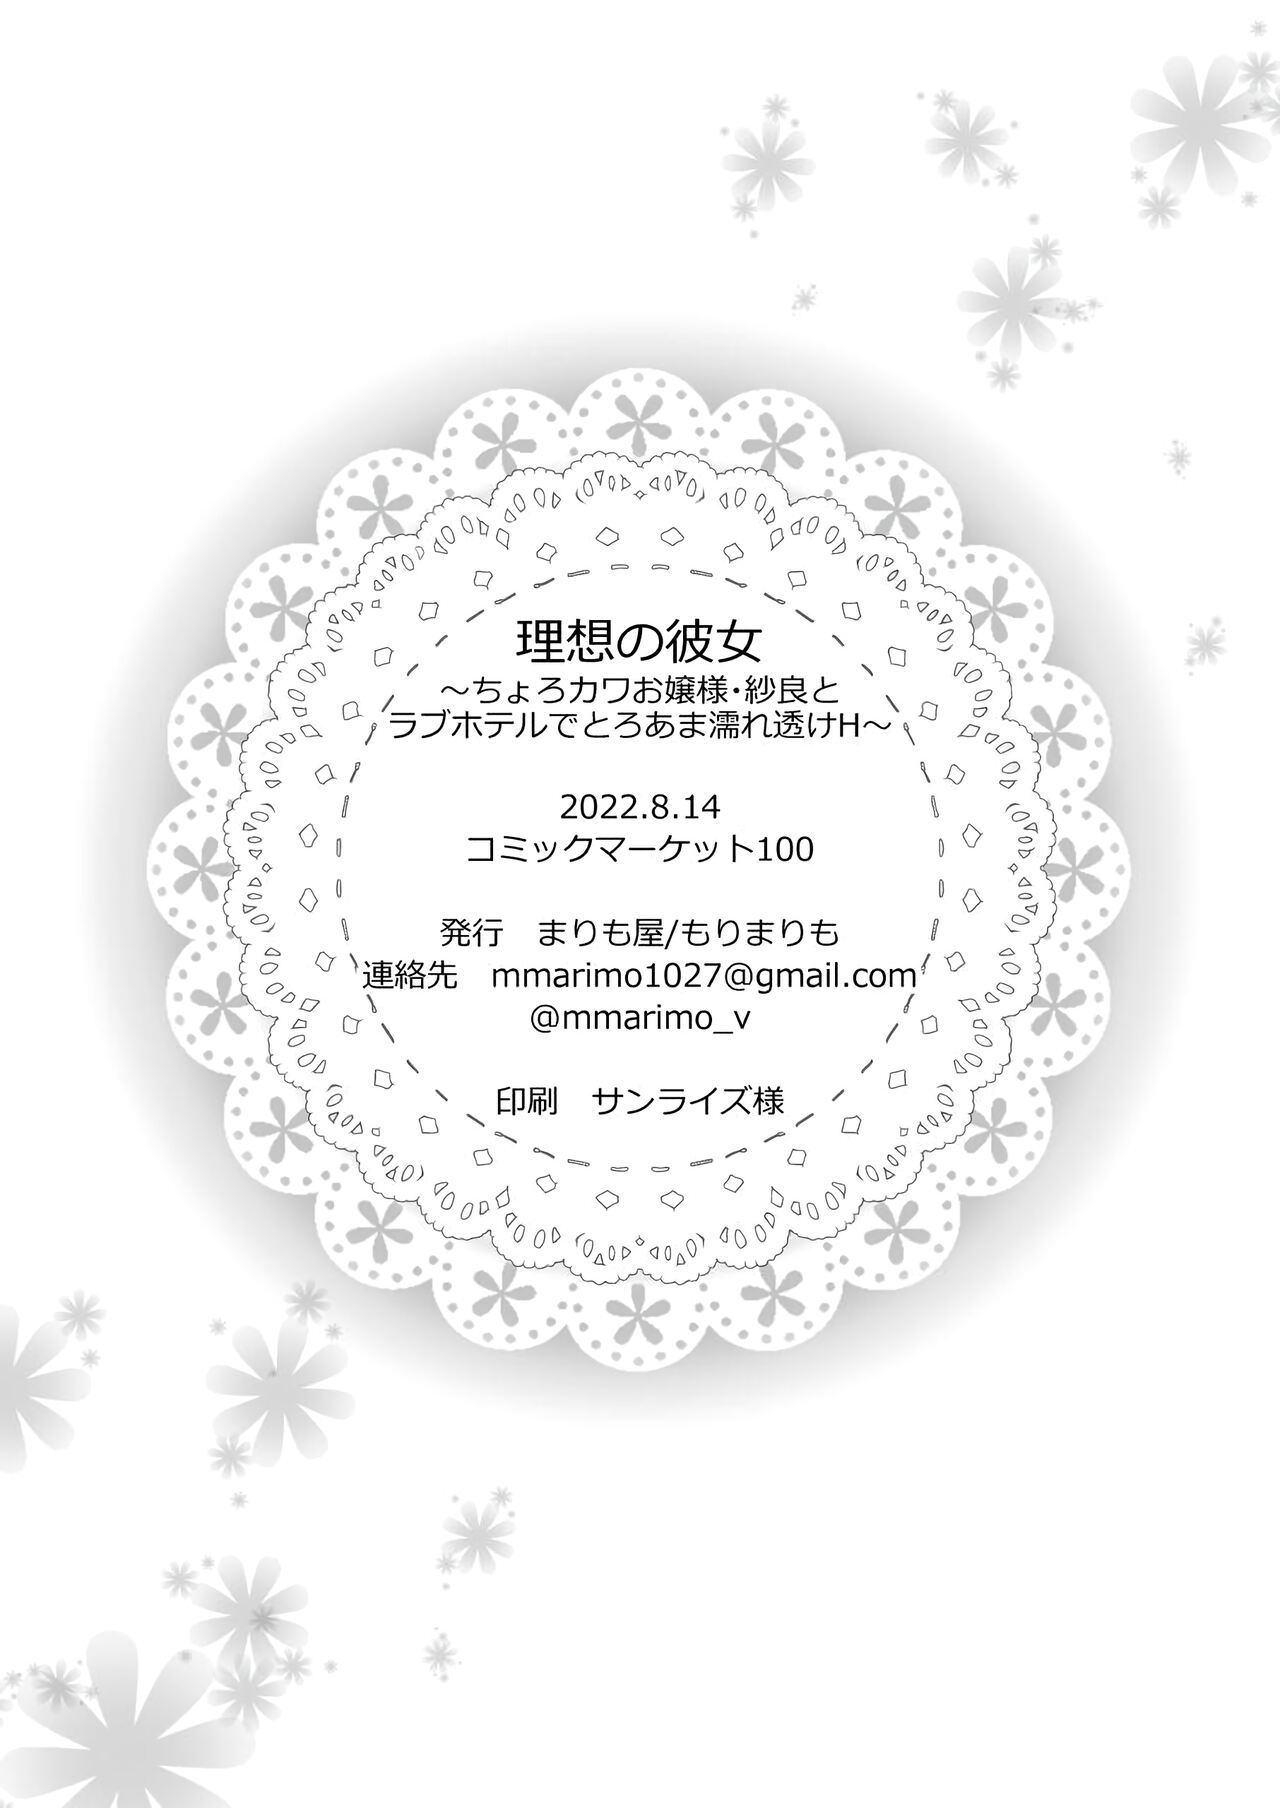 理想の彼女
～ちょろカワお嬢様・紗良と
ラブホテルでとろあま濡れ透けH～
2022.8.14
コミックマーケット100
発行　まりも屋/もりまりも
連絡先　mmarimo1027@gmail.com
@mmarimo_v
印刷　サンライズ様